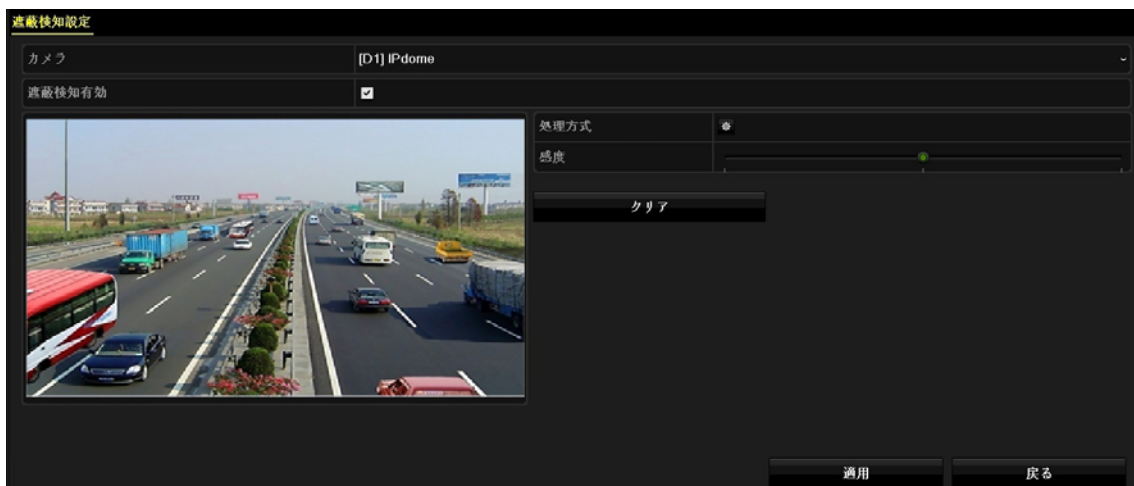 遮蔽検知設定
カメラ [D1] IPdome
遮蔽検知有効
処理方式
感度
クリア
適用 戻る